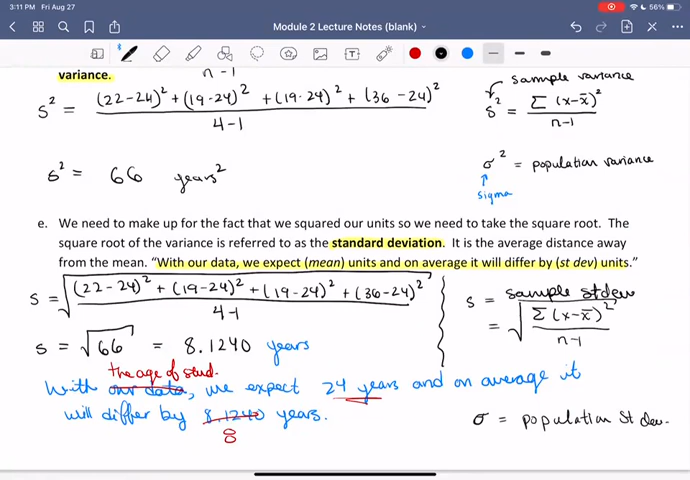 3:11 PM Fri Aug 27
56%
Module 2 Lecture Notes (blank)
variance.
n-1
s² = (22-24)² + (19-24)² + (19-24)² + (36-24)²
4-1
sample variance
s² = Σ(x-x̄)²
n-1
s² = 66 years²
σ² = population variance
sigma
e. We need to make up for the fact that we squared our units so we need to take the square root. The
square root of the variance is referred to as the standard deviation. It is the average distance away
from the mean. “With our data, we expect (mean) units and on average it will differ by (st dev) units.”
s = √(22-24)² + (19-24)² + (19-24)² + (36-24)²
4-1
s = sample st dev
= √Σ(x-x̄)²
n-1
s = √66 = 8.1240 years
the age of stud.
With our data, we expect 24 years and on average it
will differ by 8.1240 years.
8
σ = population St dev.